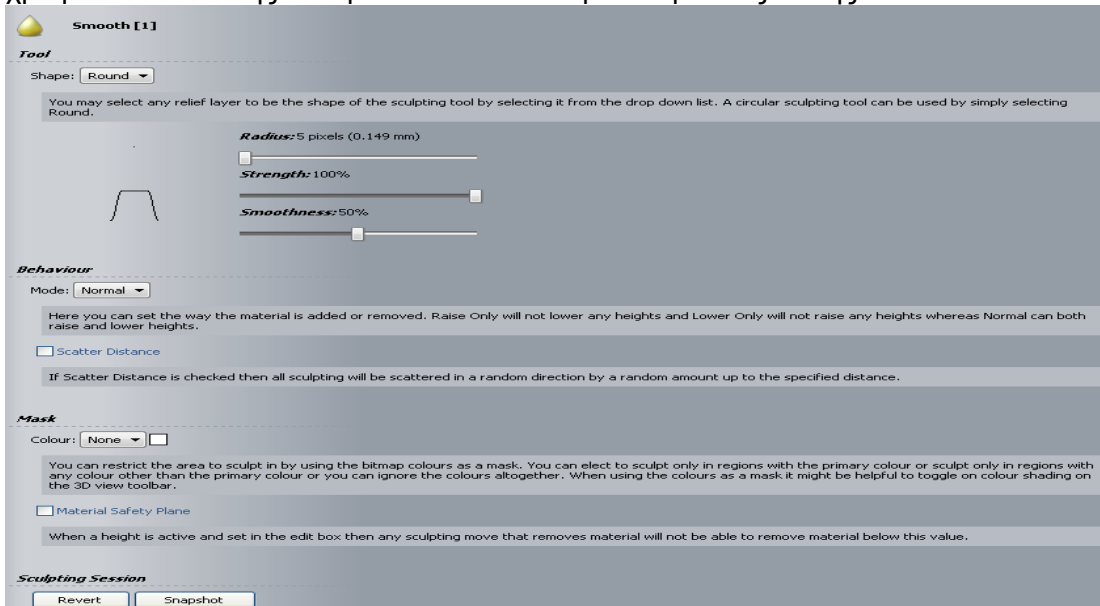 Smooth [1]
Tool
Shape: Round
You may select any relief layer to be the shape of the sculpting tool by selecting it from the drop down list. A circular sculpting tool can be used by simply selecting
Round.
Radius: 5 pixels (0.149 mm)
Strength: 100%
Smoothness: 50%
Behaviour
Mode: Normal
Here you can set the way the material is added or removed. Raise Only will not lower any heights and Lower Only will not raise any heights whereas Normal can both
raise and lower heights.
Scatter Distance
If Scatter Distance is checked then all sculpting will be scattered in a random direction by a random amount up to the specified distance.
Mask
Colour: None
You can restrict the area to sculpt in by using the bitmap colours as a mask. You can elect to sculpt only in regions with the primary colour or sculpt only in regions with
any colour other than the primary colour or you can ignore the colours altogether. When using the colours as a mask it might be helpful to toggle on colour shading on
the 3D view toolbar.
Material Safety Plane
When a height is active and set in the edit box then any sculpting move that removes material will not be able to remove material below this value.
Sculpting Session
Revert Snapshot